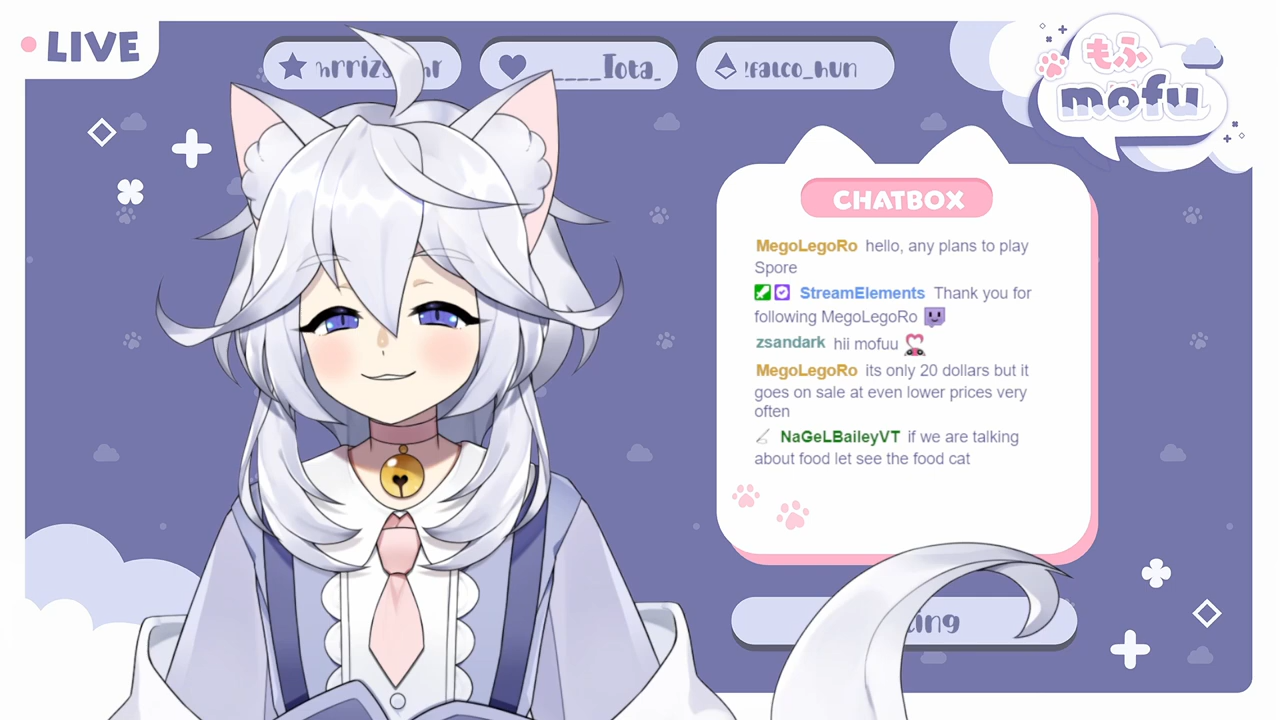 LIVE
____Iota_
!falco_hun
もふ
mofu
CHATBOX
MegoLegoRo hello, any plans to play
Spore
StreamElements Thank you for
following MegoLegoRo
zsandark hii mofuu
MegoLegoRo its only 20 dollars but it
goes on sale at even lower prices very
often
NaGeLBaileyVT if we are talking
about food let see the food cat